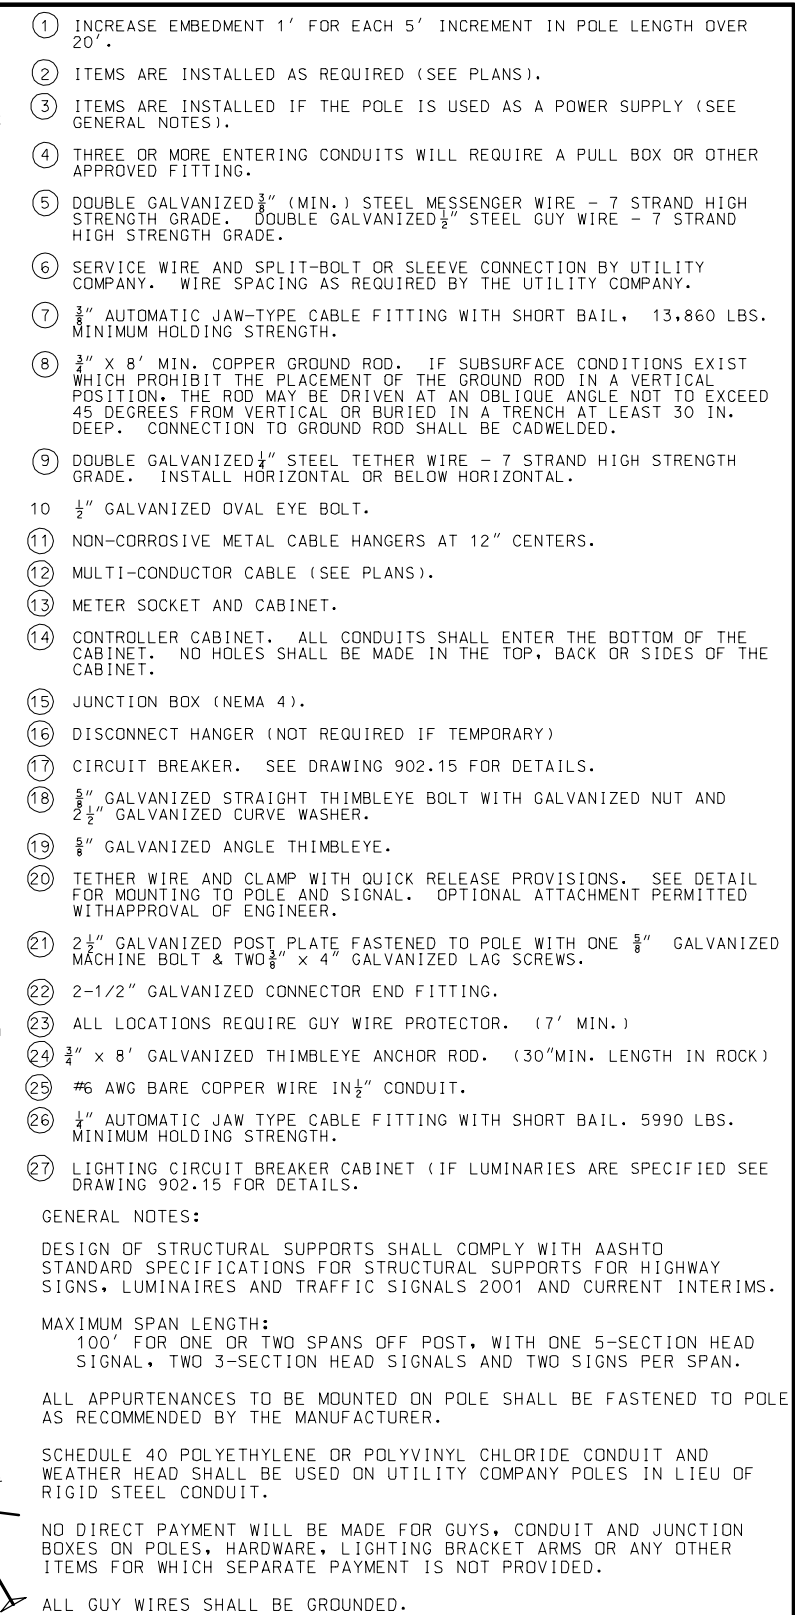 1 INCREASE EMBEDMENT 1' FOR EACH 5' INCREMENT IN POLE LENGTH OVER
20'.
2 ITEMS ARE INSTALLED AS REQUIRED (SEE PLANS).
3 ITEMS ARE INSTALLED IF THE POLE IS USED AS A POWER SUPPLY (SEE
GENERAL NOTES).
4 THREE OR MORE ENTERING CONDUITS WILL REQUIRE A PULL BOX OR OTHER
APPROVED FITTING.
5 DOUBLE GALVANIZED 3/8" (MIN.) STEEL MESSENGER WIRE - 7 STRAND HIGH
STRENGTH GRADE. DOUBLE GALVANIZED 1/2" STEEL GUY WIRE - 7 STRAND
HIGH STRENGTH GRADE.
6 SERVICE WIRE AND SPLIT-BOLT OR SLEEVE CONNECTION BY UTILITY
COMPANY. WIRE SPACING AS REQUIRED BY THE UTILITY COMPANY.
7 3/8" AUTOMATIC JAW-TYPE CABLE FITTING WITH SHORT BAIL, 13,860 LBS.
MINIMUM HOLDING STRENGTH.
8 3/4" X 8' MIN. COPPER GROUND ROD. IF SUBSURFACE CONDITIONS EXIST
WHICH PROHIBIT THE PLACEMENT OF THE GROUND ROD IN A VERTICAL
POSITION, THE ROD MAY BE DRIVEN AT AN OBLIQUE ANGLE NOT TO EXCEED
45 DEGREES FROM VERTICAL OR BURIED IN A TRENCH AT LEAST 30 IN.
DEEP. CONNECTION TO GROUND ROD SHALL BE CADWELDED.
9 DOUBLE GALVANIZED 1/4" STEEL TETHER WIRE - 7 STRAND HIGH STRENGTH
GRADE. INSTALL HORIZONTAL OR BELOW HORIZONTAL.
10 1/2" GALVANIZED OVAL EYE BOLT.
11 NON-CORROSIVE METAL CABLE HANGERS AT 12" CENTERS.
12 MULTI-CONDUCTOR CABLE (SEE PLANS).
13 METER SOCKET AND CABINET.
14 CONTROLLER CABINET. ALL CONDUITS SHALL ENTER THE BOTTOM OF THE
CABINET. NO HOLES SHALL BE MADE IN THE TOP, BACK OR SIDES OF THE
CABINET.
15 JUNCTION BOX (NEMA 4).
16 DISCONNECT HANGER (NOT REQUIRED IF TEMPORARY)
17 CIRCUIT BREAKER. SEE DRAWING 902.15 FOR DETAILS.
18 5/8" GALVANIZED STRAIGHT THIMBLEYE BOLT WITH GALVANIZED NUT AND
2 1/2" GALVANIZED CURVE WASHER.
19 5/8" GALVANIZED ANGLE THIMBLEYE.
20 TETHER WIRE AND CLAMP WITH QUICK RELEASE PROVISIONS. SEE DETAIL
FOR MOUNTING TO POLE AND SIGNAL. OPTIONAL ATTACHMENT PERMITTED
WITHAPPROVAL OF ENGINEER.
21 2 1/2" GALVANIZED POST PLATE FASTENED TO POLE WITH ONE 5/8" GALVANIZED
MACHINE BOLT & TWO 3/8" X 4" GALVANIZED LAG SCREWS.
22 2-1/2" GALVANIZED CONNECTOR END FITTING.
23 ALL LOCATIONS REQUIRE GUY WIRE PROTECTOR. (7' MIN.)
24 3/4" X 8' GALVANIZED THIMBLEYE ANCHOR ROD. (30"MIN. LENGTH IN ROCK)
25 #6 AWG BARE COPPER WIRE IN 1/2" CONDUIT.
26 1/4" AUTOMATIC JAW TYPE CABLE FITTING WITH SHORT BAIL. 5990 LBS.
MINIMUM HOLDING STRENGTH.
27 LIGHTING CIRCUIT BREAKER CABINET (IF LUMINARIES ARE SPECIFIED SEE
DRAWING 902.15 FOR DETAILS.
GENERAL NOTES:
DESIGN OF STRUCTURAL SUPPORTS SHALL COMPLY WITH AASHTO
STANDARD SPECIFICATIONS FOR STRUCTURAL SUPPORTS FOR HIGHWAY
SIGNS, LUMINAIRES AND TRAFFIC SIGNALS 2001 AND CURRENT INTERIMS.
MAXIMUM SPAN LENGTH:
100' FOR ONE OR TWO SPANS OFF POST, WITH ONE 5-SECTION HEAD
SIGNAL, TWO 3-SECTION HEAD SIGNALS AND TWO SIGNS PER SPAN.
ALL APPURTENANCES TO BE MOUNTED ON POLE SHALL BE FASTENED TO POLE
AS RECOMMENDED BY THE MANUFACTURER.
SCHEDULE 40 POLYETHYLENE OR POLYVINYL CHLORIDE CONDUIT AND
WEATHER HEAD SHALL BE USED ON UTILITY COMPANY POLES IN LIEU OF
RIGID STEEL CONDUIT.
NO DIRECT PAYMENT WILL BE MADE FOR GUYS, CONDUIT AND JUNCTION
BOXES ON POLES, HARDWARE, LIGHTING BRACKET ARMS OR ANY OTHER
ITEMS FOR WHICH SEPARATE PAYMENT IS NOT PROVIDED.
ALL GUY WIRES SHALL BE GROUNDED.